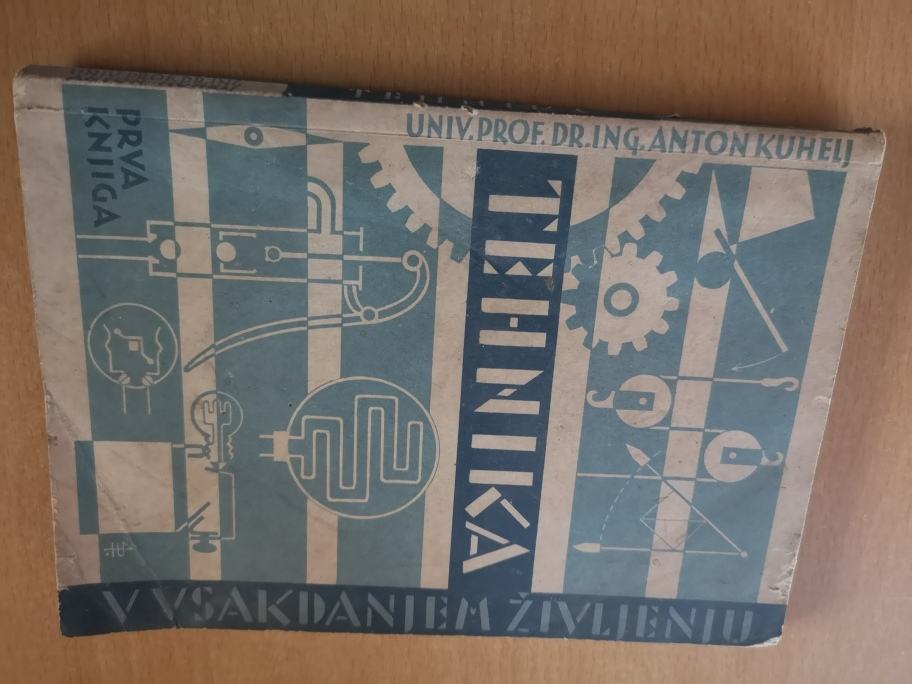 UNIV. PROF. DR. ING. ANTON KUHELJ
TEHNIKA
V VSAKDANJEM ŽIVLJENJU
PRVA
KNJIGA